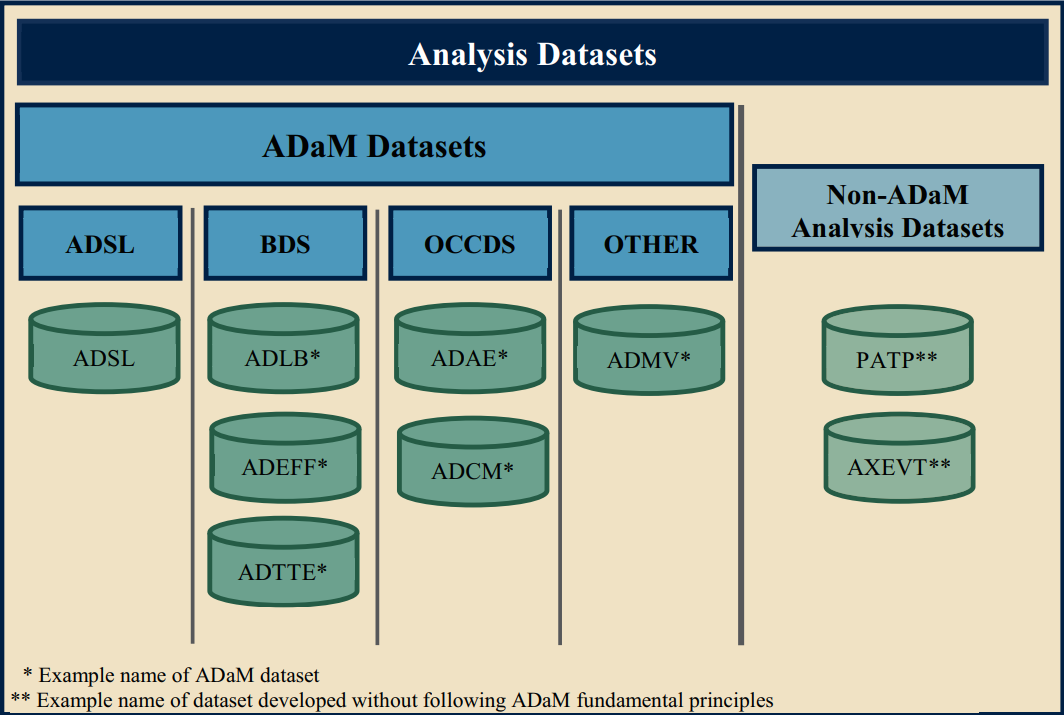 Analysis Datasets
ADaM Datasets
Non-ADaM
Analysis Datasets
ADSL
BDS
OCCDS
OTHER
ADSL
ADLB*
ADAE*
ADMV*
PATP**
ADEFF*
ADCM*
AXEVT**
ADTTE*
* Example name of ADaM dataset
** Example name of dataset developed without following ADaM fundamental principles